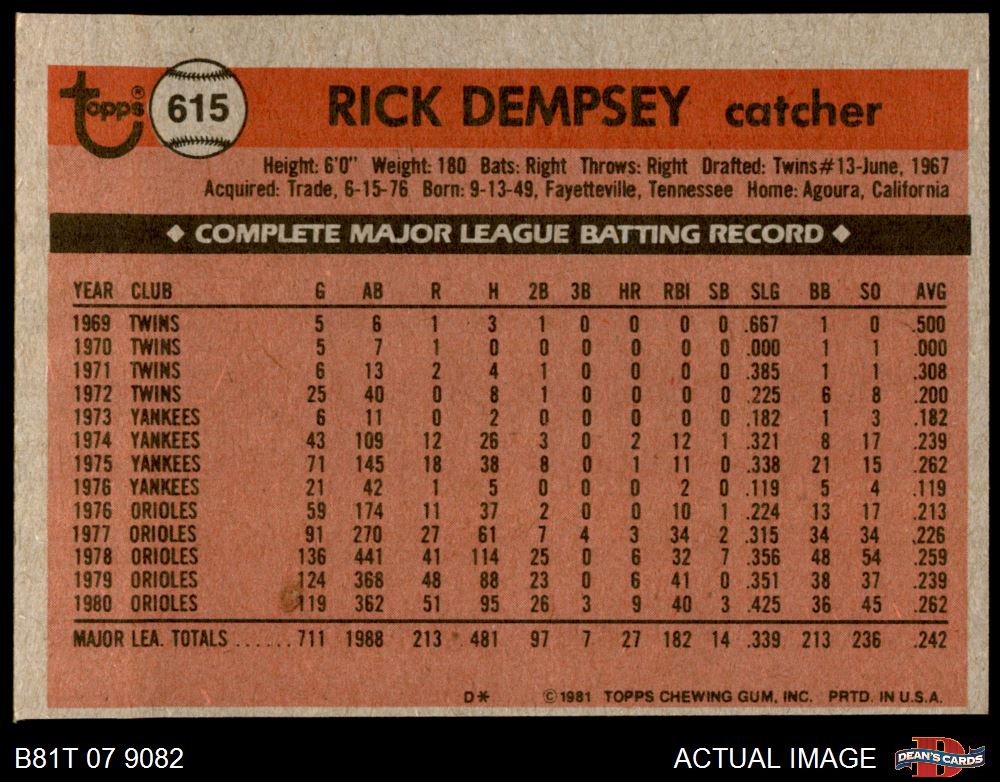 topps® 615 RICK DEMPSEY catcher
Height: 6'0" Weight: 180 Bats: Right Throws: Right Drafted: Twins#13-June, 1967
Acquired: Trade, 6-15-76 Born: 9-13-49, Fayetteville, Tennessee Home: Agoura, California
◆ COMPLETE MAJOR LEAGUE BATTING RECORD ◆
YEAR CLUB G AB R H 2B 3B HR RBI SB SLG BB SO AVG
1969 TWINS 5 6 1 3 1 0 0 0 0 .667 1 0 .500
1970 TWINS 5 7 1 0 0 0 0 0 0 .000 1 1 .000
1971 TWINS 6 13 2 4 1 0 0 0 0 .385 1 1 .308
1972 TWINS 25 40 0 8 1 0 0 0 0 .225 6 8 .200
1973 YANKEES 6 11 0 2 0 0 0 0 0 .182 1 3 .182
1974 YANKEES 43 109 12 26 3 0 2 12 1 .321 8 17 .239
1975 YANKEES 71 145 18 38 8 0 1 11 0 .338 21 15 .262
1976 YANKEES 21 42 1 5 0 0 0 2 0 .119 5 4 .119
1976 ORIOLES 59 174 11 37 2 0 0 10 1 .224 13 17 .213
1977 ORIOLES 91 270 27 61 7 4 3 34 2 .315 34 34 .226
1978 ORIOLES 136 441 41 114 25 0 6 32 7 .356 48 54 .259
1979 ORIOLES 124 368 48 88 23 0 6 41 0 .351 38 37 .239
1980 ORIOLES 119 362 51 95 26 3 9 40 3 .425 36 45 .262
MAJOR LEA. TOTALS ......711 1988 213 481 97 7 27 182 14 .339 213 236 .242
D* ©1981 TOPPS CHEWING GUM, INC. PRTD. IN U.S.A.
B81T 07 9082 ACTUAL IMAGE D DEAN'S CARDS